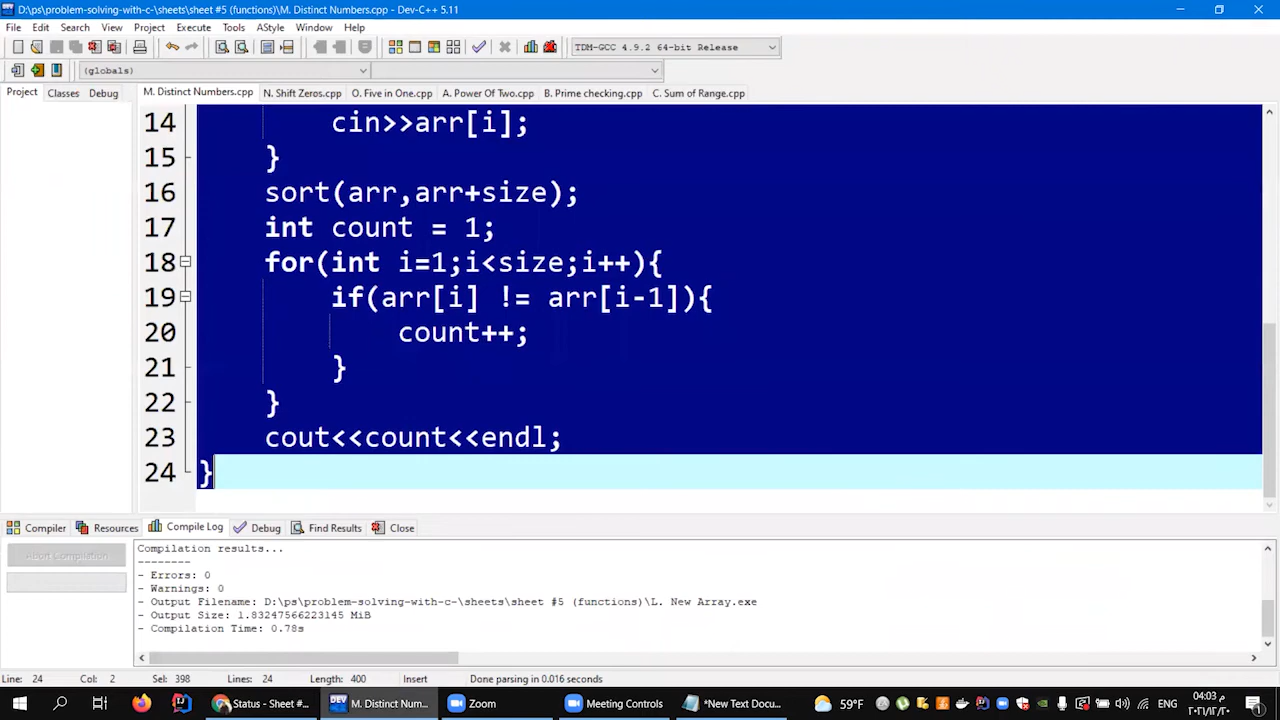 D:\ps\problem-solving-with-c-\sheets\sheet #5 (functions)\M. Distinct Numbers.cpp - Dev-C++ 5.11
File Edit Search View Project Execute Tools AStyle Window Help
TDM-GCC 4.9.2 64-bit Release
(globals)
Project Classes Debug
M. Distinct Numbers.cpp N. Shift Zeros.cpp O. Five in One.cpp A. Power Of Two.cpp B. Prime checking.cpp C. Sum of Range.cpp
14 cin>>arr[i];
15 }
16 sort(arr,arr+size);
17 int count = 1;
18 for(int i=1;i<size;i++){
19 if(arr[i] != arr[i-1]){
20 count++;
21 }
22 }
23 cout<<count<<endl;
24 }
Compiler Resources Compile Log Debug Find Results Close
Abort Compilation
Compilation results...
--------
- Errors: 0
- Warnings: 0
- Output Filename: D:\ps\problem-solving-with-c-\sheets\sheet #5 (functions)\L. New Array.exe
- Output Size: 1.83247566223145 MiB
- Compilation Time: 0.78s
Line: 24 Col: 2 Sel: 398 Lines: 24 Length: 400 Insert Done parsing in 0.016 seconds
Status - Sheet #... M. Distinct Num... Zoom Meeting Controls *New Text Docu... 59°F ENG 04:03 م